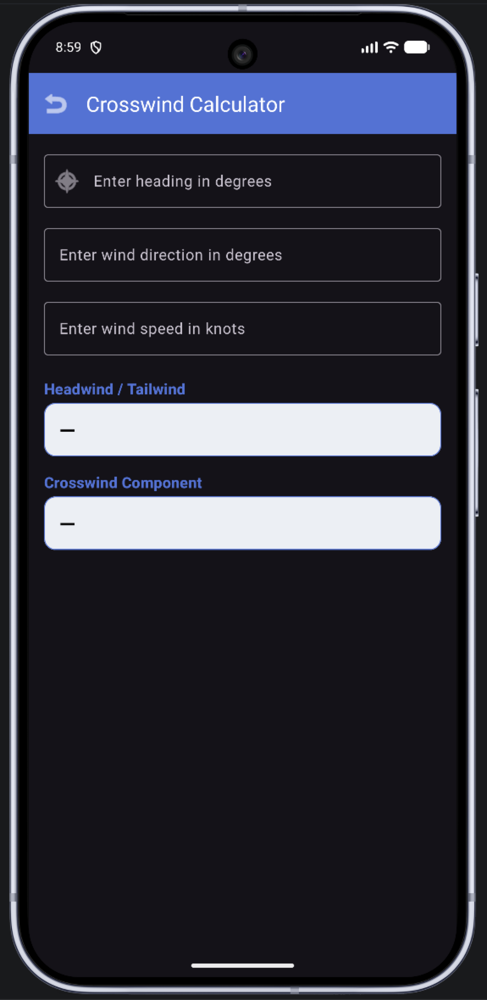 8:59
Crosswind Calculator
Enter heading in degrees
Enter wind direction in degrees
Enter wind speed in knots
Headwind / Tailwind
—
Crosswind Component
—